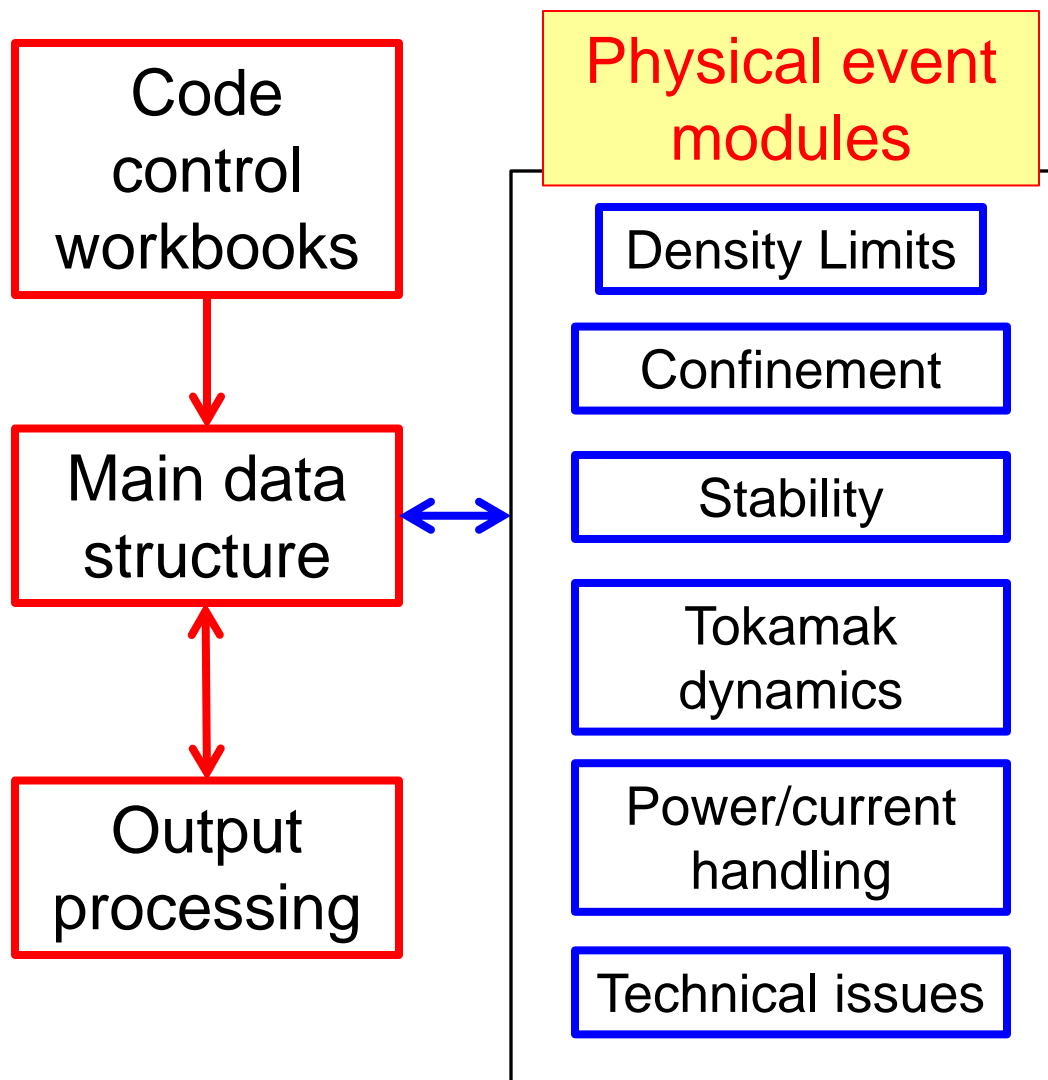 Code
control
workbooks
Main data
structure
Output
processing
Physical event
modules
Density Limits
Confinement
Stability
Tokamak
dynamics
Power/current
handling
Technical issues